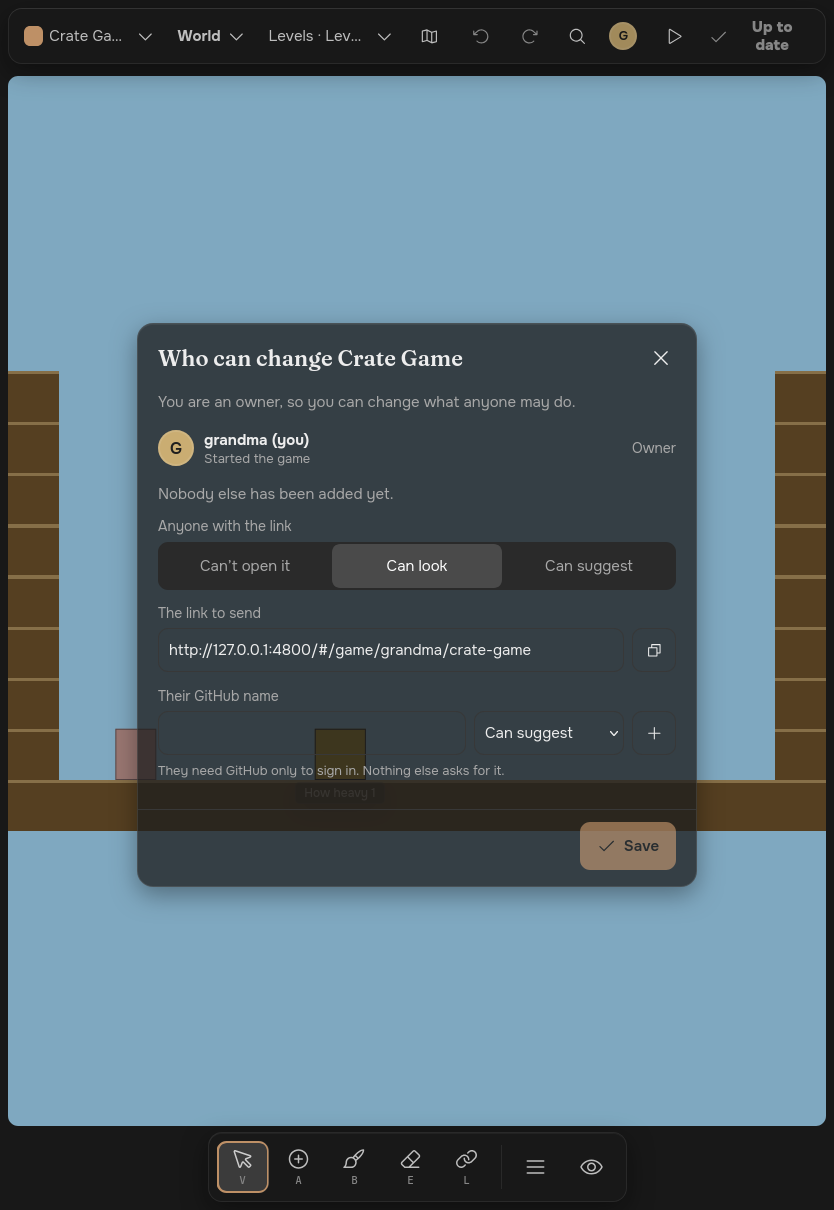 Crate Ga...
World
Levels · Lev...
G
Up to
date
Who can change Crate Game
You are an owner, so you can change what anyone may do.
G
grandma (you)
Started the game
Owner
Nobody else has been added yet.
Anyone with the link
Can't open it
Can look
Can suggest
The link to send
http://127.0.0.1:4800/#/game/grandma/crate-game
Their GitHub name
Can suggest
They need GitHub only to sign in. Nothing else asks for it.
How heavy 1
Save
V
A
B
E
L